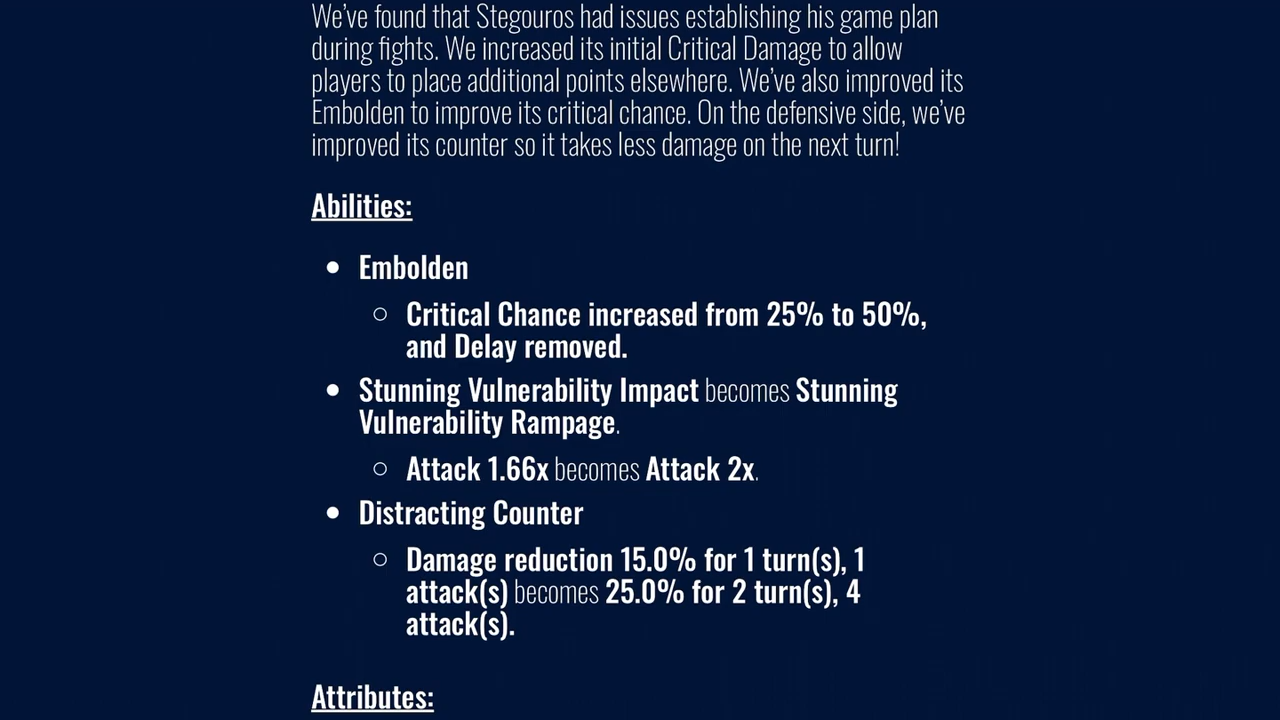 We've found that Stegouros had issues establishing his game plan
during fights. We increased its initial Critical Damage to allow
players to place additional points elsewhere. We've also improved its
Embolden to improve its critical chance. On the defensive side, we've
improved its counter so it takes less damage on the next turn!
Abilities:
• Embolden
○ Critical Chance increased from 25% to 50%,
and Delay removed.
• Stunning Vulnerability Impact becomes Stunning
Vulnerability Rampage.
○ Attack 1.66x becomes Attack 2x.
• Distracting Counter
○ Damage reduction 15.0% for 1 turn(s), 1
attack(s) becomes 25.0% for 2 turn(s), 4
attack(s).
Attributes: